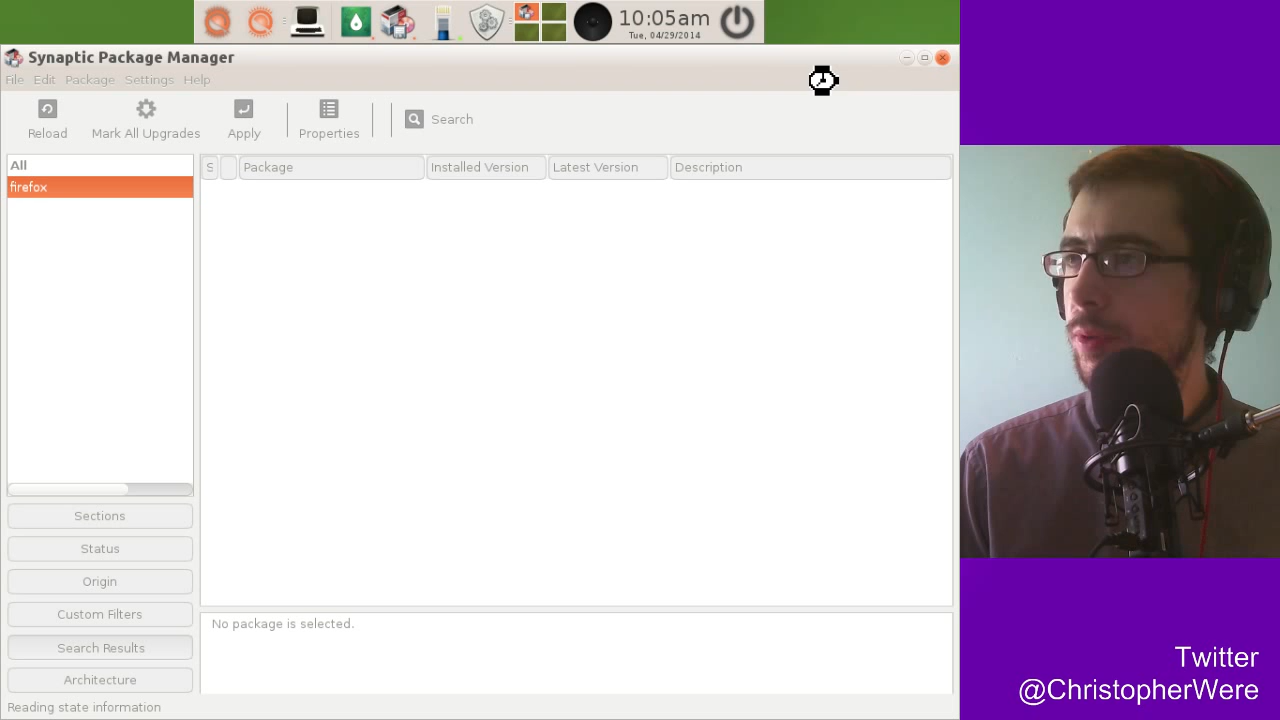 10:05am
Tue, 04/29/2014
Synaptic Package Manager
File Edit Package Settings Help
Reload
Mark All Upgrades
Apply
Properties
Search
All
firefox
S
Package
Installed Version
Latest Version
Description
Sections
Status
Origin
Custom Filters
Search Results
Architecture
No package is selected.
Reading state information
Twitter
@ChristopherWere